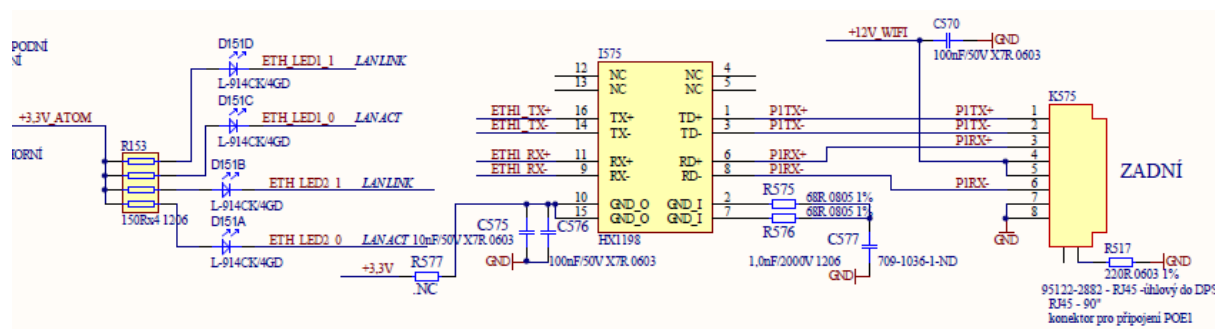 PODNÍ
NÍ
D151D
ETH_LED1_1
LANLINK
L-914CK/4GD
D151C
ETH_LED1_0
LANACT
L-914CK/4GD
+3,3V_ATOM
R153
HORNÍ
150Rx4 1206
D151B
ETH_LED2_1
LANLINK
L-914CK/4GD
D151A
ETH_LED2_0
LANACT
L-914CK/4GD
10nF/50V X7R 0603
C575
C576
GND
100nF/50V X7R 0603
+3,3V
R577
.NC
I575
12 NC NC 4
13 NC NC 5
ETH1_TX+ 16 TX+ TD+ 1 P1TX+
ETH1_TX- 14 TX- TD- 3 P1TX-
ETH1_RX+ 11 RX+ RD+ 6 P1RX+
ETH1_RX- 9 RX- RD- 8 P1RX-
10 GND_O GND_I 2
15 GND_O GND_I 7
HX1198
R575
68R 0805 1%
68R 0805 1%
R576
C577
1,0nF/2000V 1206
709-1036-1-ND
GND
+12V_WIFI
C570
GND
100nF/50V X7R 0603
K575
P1TX+ 1
P1TX- 2
P1RX+ 3
4
5
P1RX- 6
7
8
GND
ZADNÍ
R517
GND
220R 0603 1%
95122-2882 - RJ45 -úhlový do DPS
RJ45 - 90°
konektor pro připojení POE1